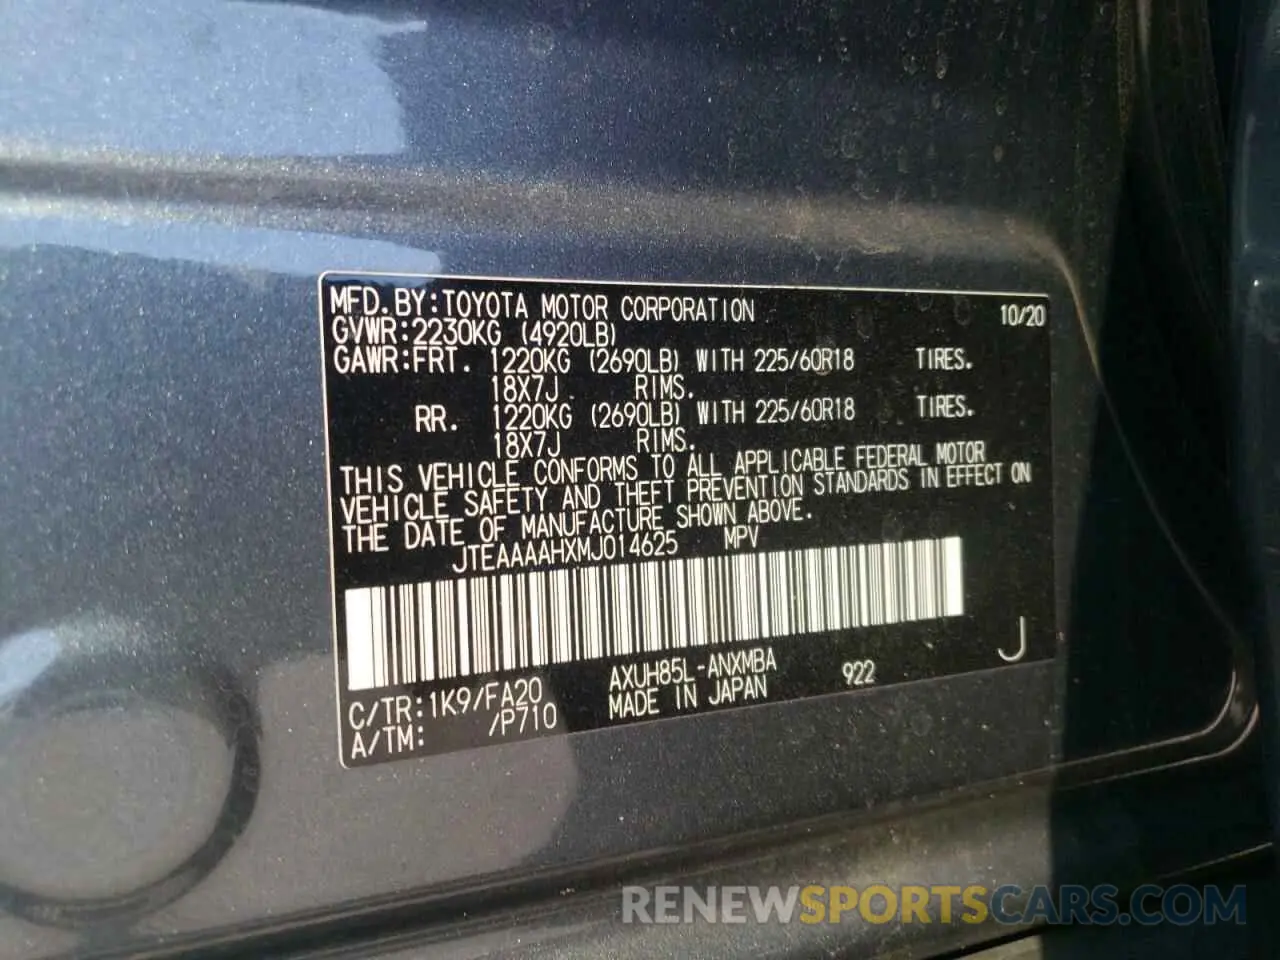 MFD.BY:TOYOTA MOTOR CORPORATION 10/20
GVWR:2230KG (4920LB)
GAWR:FRT. 1220KG (2690LB) WITH 225/60R18 TIRES.
18X7J RIMS.
RR. 1220KG (2690LB) WITH 225/60R18 TIRES.
18X7J RIMS.
THIS VEHICLE CONFORMS TO ALL APPLICABLE FEDERAL MOTOR
VEHICLE SAFETY AND THEFT PREVENTION STANDARDS IN EFFECT ON
THE DATE OF MANUFACTURE SHOWN ABOVE.
JTEAAAAHXMJ014625 MPV
J
AXUH85L-ANXMBA 922
C/TR:1K9/FA20 MADE IN JAPAN
A/TM: /P710
RENEWSPORTSCARS.COM